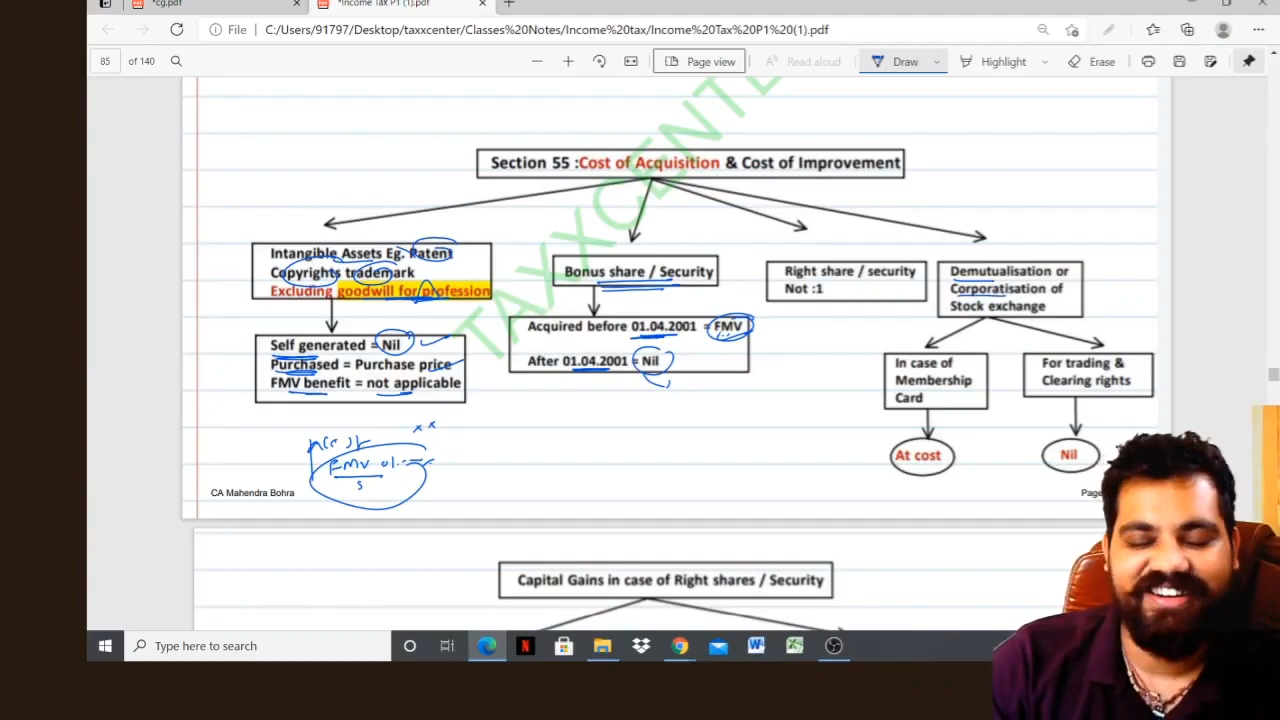 *cg.pdf
*Income Tax P1 (1).pdf
File
C:/Users/91797/Desktop/taxxcenter/Classes%20Notes/Income%20tax/Income%20Tax%20P1%20(1).pdf
85 of 140
Page view
Read aloud
Draw
Highlight
Erase
TAXXCENTE
Section 55 :Cost of Acquisition & Cost of Improvement
Intangible Assets Eg. Patent
Copyrights trademark
Excluding goodwill for profession
Self generated = Nil
Purchased = Purchase price
FMV benefit = not applicable
Bonus share / Security
Acquired before 01.04.2001 = FMV
After 01.04.2001 = Nil
Right share / security
Not :1
Demutualisation or
Corporatisation of
Stock exchange
In case of
Membership
Card
At cost
For trading &
Clearing rights
Nil
FMV
CA Mahendra Bohra
Page
Capital Gains in case of Right shares / Security
Type here to search